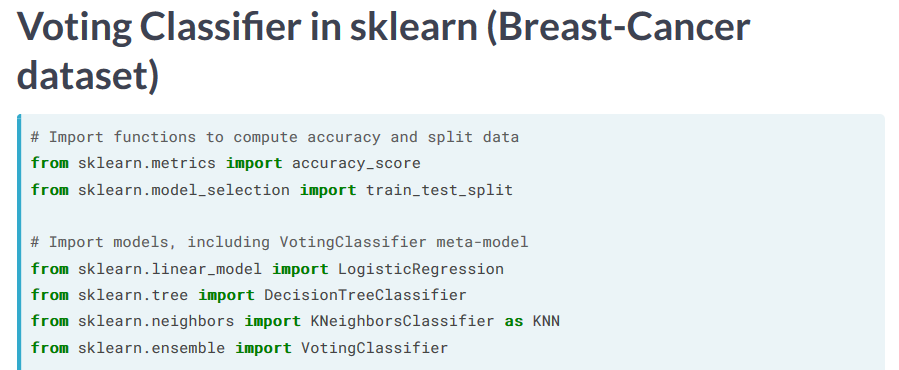 Voting Classifier in sklearn (Breast-Cancer
dataset)
# Import functions to compute accuracy and split data
from sklearn.metrics import accuracy_score
from sklearn.model_selection import train_test_split
# Import models, including VotingClassifier meta-model
from sklearn.linear_model import LogisticRegression
from sklearn.tree import DecisionTreeClassifier
from sklearn.neighbors import KNeighborsClassifier as KNN
from sklearn.ensemble import VotingClassifier